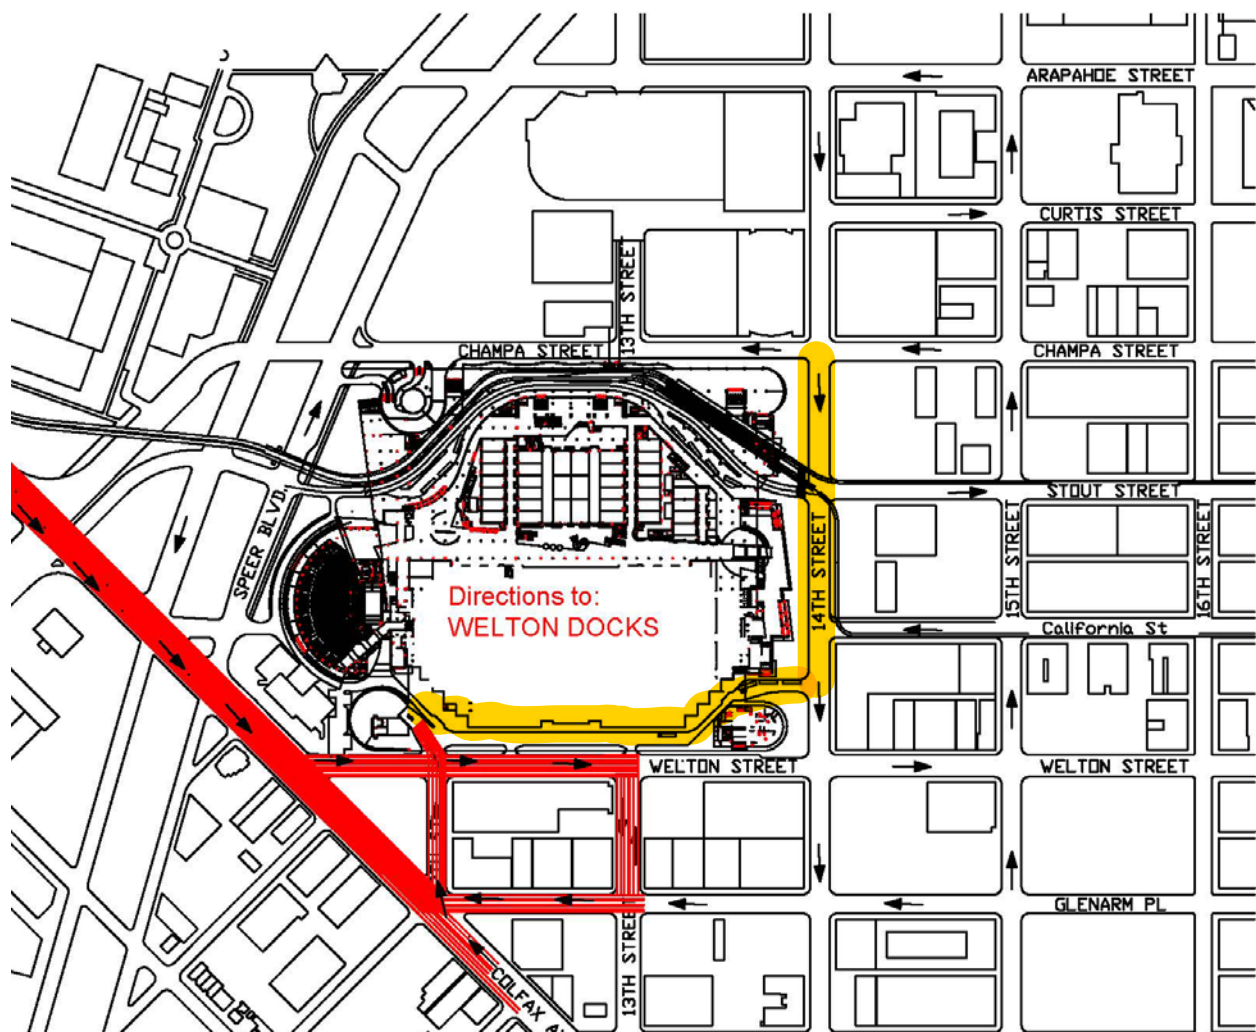 ARAPAHOE STREET
CURTIS STREET
13TH STREET
CHAMPA STREET
CHAMPA STREET
STOUT STREET
SPEER BLVD.
14TH STREET
15TH STREET
16TH STREET
Directions to:
WELTON DOCKS
California St
WELTON STREET
WELTON STREET
GLENARM PL
13TH STREET
COLFAX AV